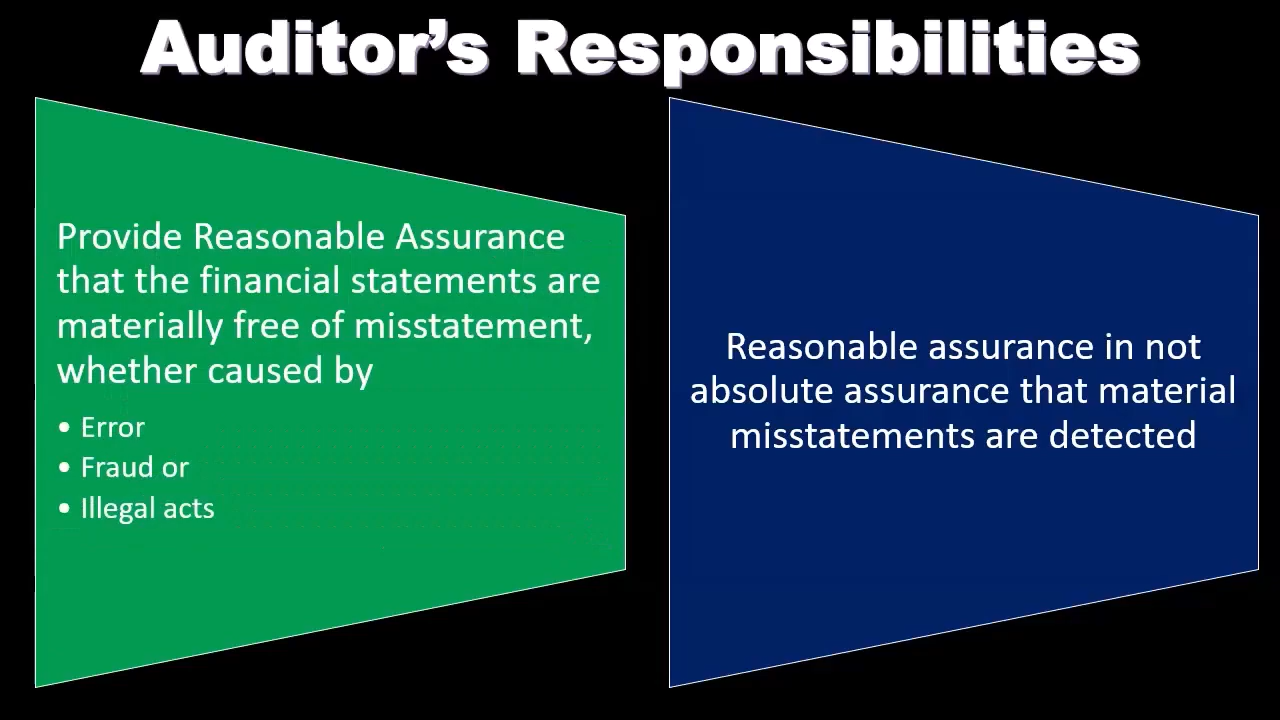 Auditor’s Responsibilities
Provide Reasonable Assurance
that the financial statements are
materially free of misstatement,
whether caused by
• Error
• Fraud or
• Illegal acts
Reasonable assurance in not
absolute assurance that material
misstatements are detected